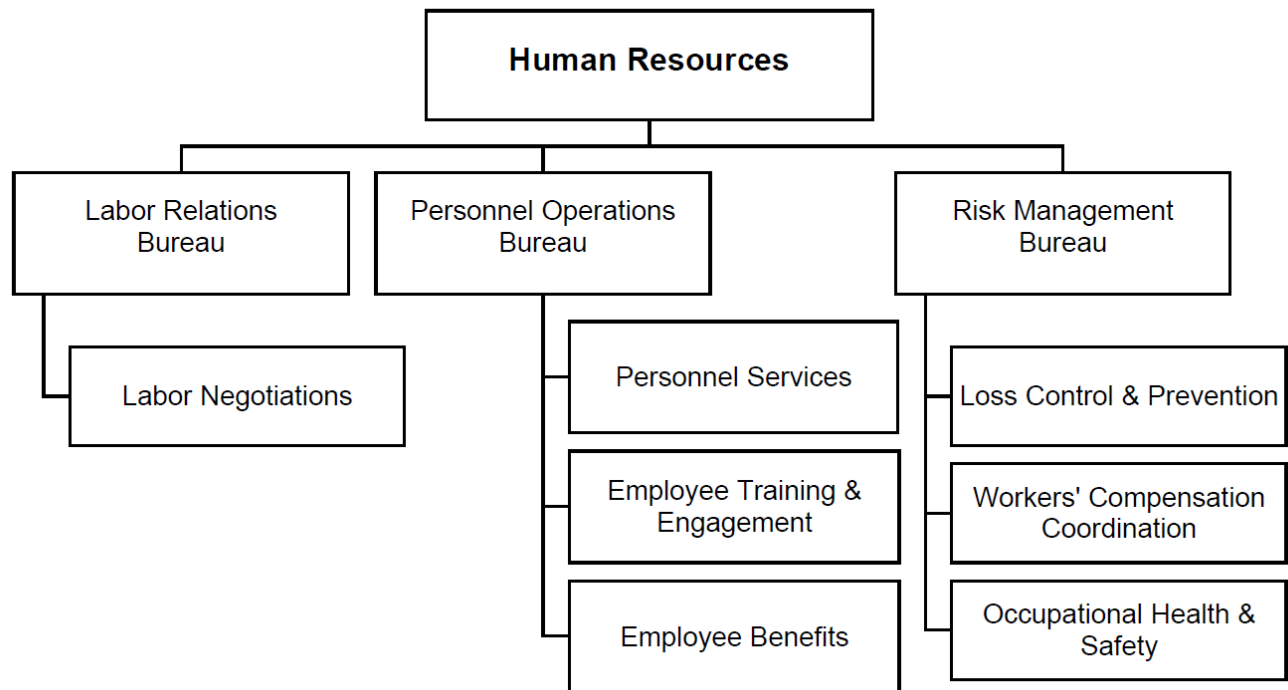 Human Resources
Labor Relations
Bureau
Personnel Operations
Bureau
Risk Management
Bureau
Labor Negotiations
Personnel Services
Employee Training &
Engagement
Employee Benefits
Loss Control & Prevention
Workers' Compensation
Coordination
Occupational Health &
Safety